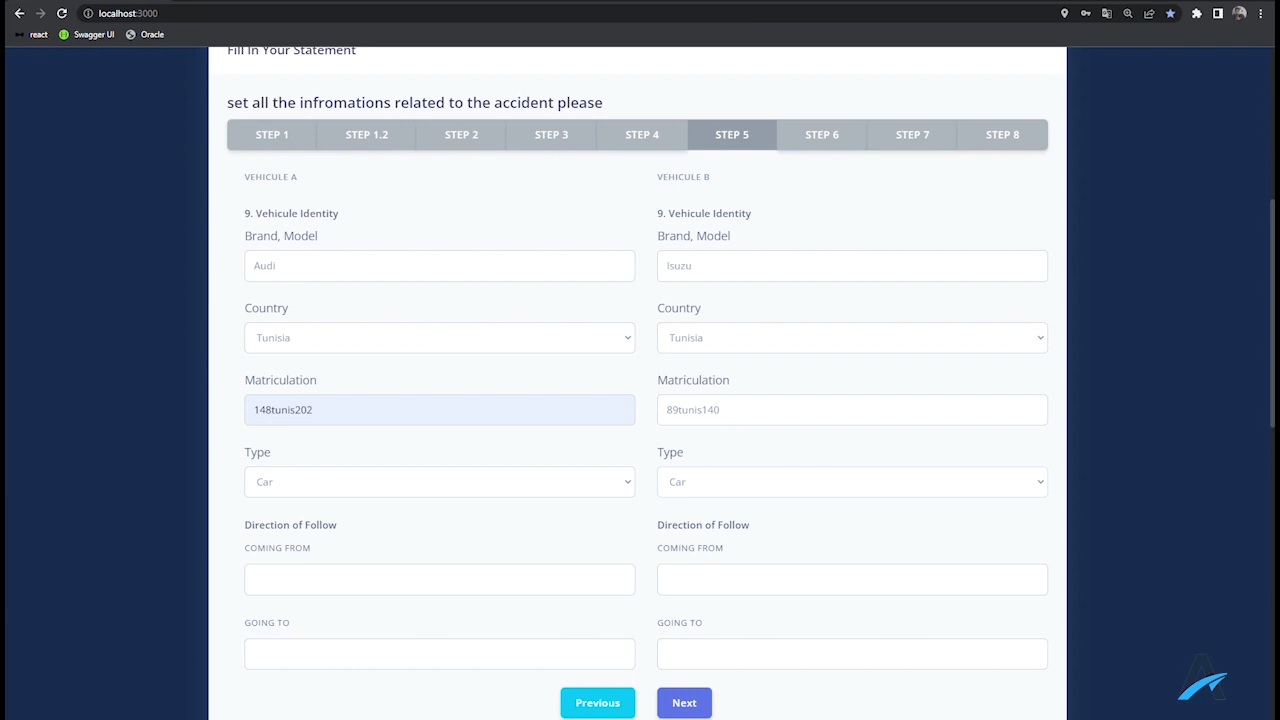 localhost:3000
react Swagger UI Oracle
Fill In Your Statement
set all the infromations related to the accident please
STEP 1 STEP 1.2 STEP 2 STEP 3 STEP 4 STEP 5 STEP 6 STEP 7 STEP 8
VEHICULE A VEHICULE B
9. Vehicule Identity 9. Vehicule Identity
Brand, Model Brand, Model
Audi Isuzu
Country Country
Tunisia Tunisia
Matriculation Matriculation
148tunis202 89tunis140
Type Type
Car Car
Direction of Follow Direction of Follow
COMING FROM COMING FROM
GOING TO GOING TO
Previous Next